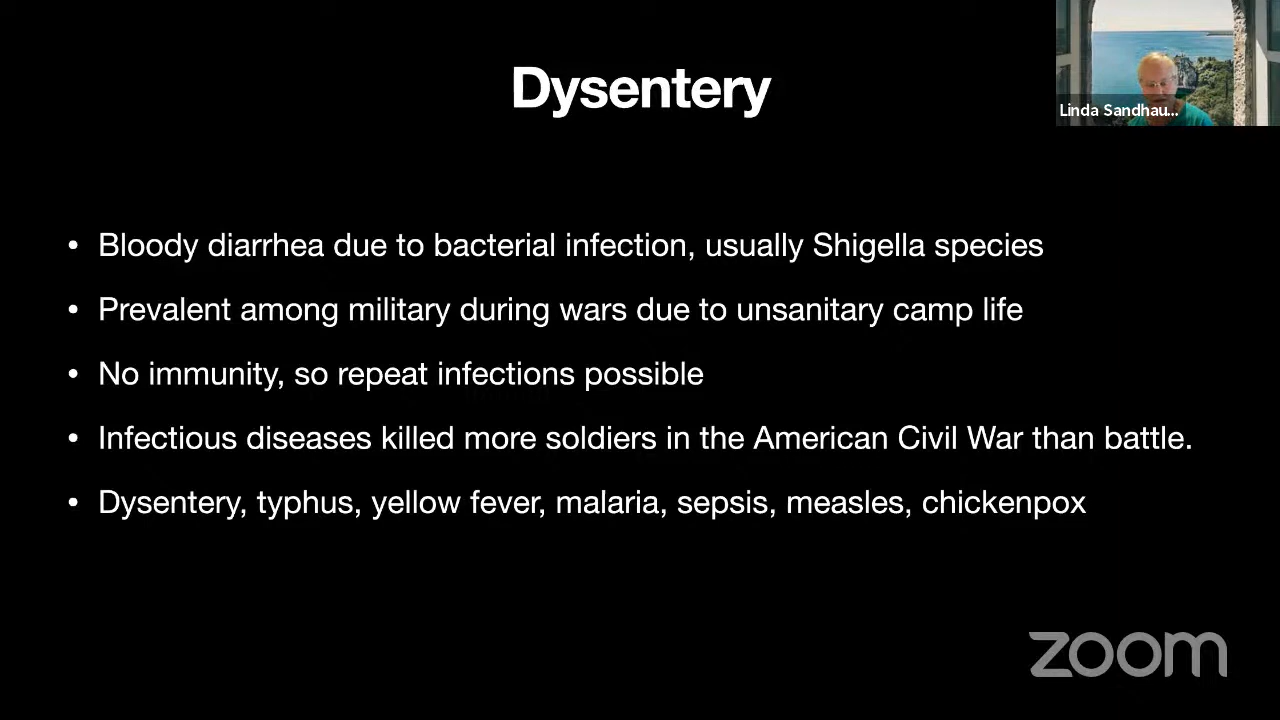 Dysentery
Linda Sandhau...
• Bloody diarrhea due to bacterial infection, usually Shigella species
• Prevalent among military during wars due to unsanitary camp life
• No immunity, so repeat infections possible
• Infectious diseases killed more soldiers in the American Civil War than battle.
• Dysentery, typhus, yellow fever, malaria, sepsis, measles, chickenpox
zoom